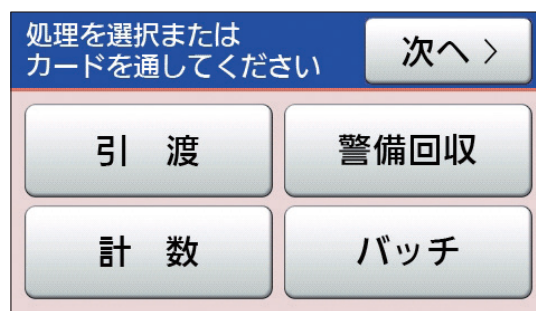 処理を選択または
カードを通してください
次へ 〉
引　渡
警備回収
計　数
バッチ